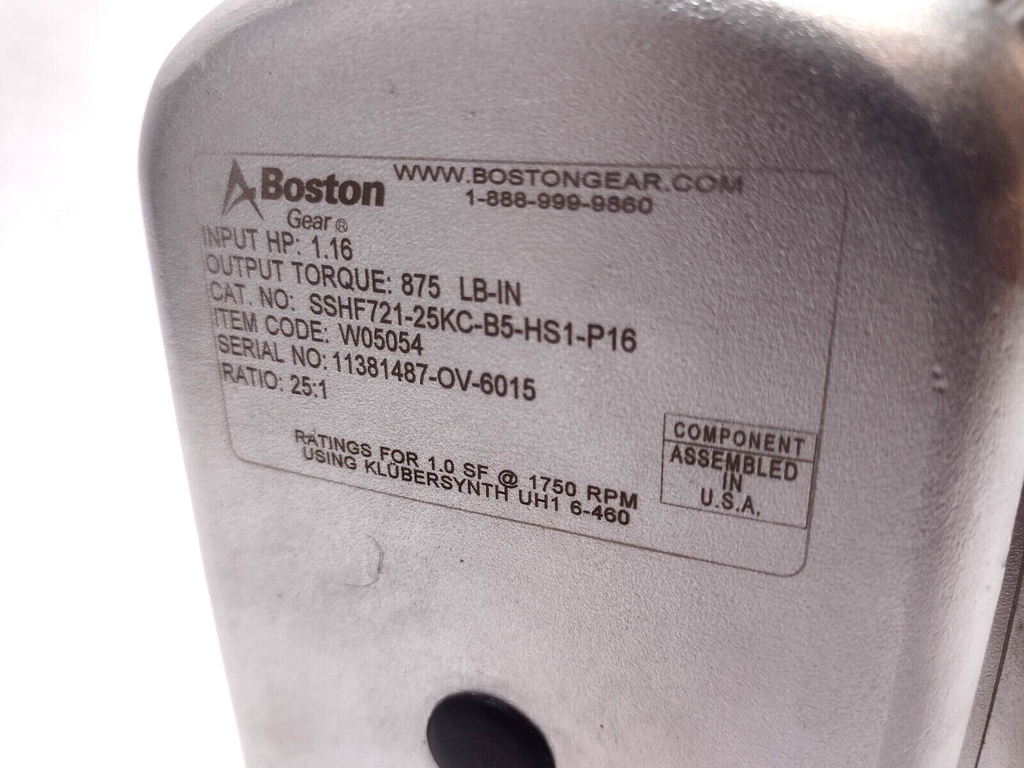 Boston
Gear®
WWW.BOSTONGEAR.COM
1-888-999-9860
INPUT HP: 1.16
OUTPUT TORQUE: 875 LB-IN
CAT. NO: SSHF721-25KC-B5-HS1-P16
ITEM CODE: W05054
SERIAL NO: 11381487-OV-6015
RATIO: 25:1
RATINGS FOR 1.0 SF @ 1750 RPM
USING KLÜBERSYNTH UH1 6-460
COMPONENT
ASSEMBLED
IN
U.S.A.